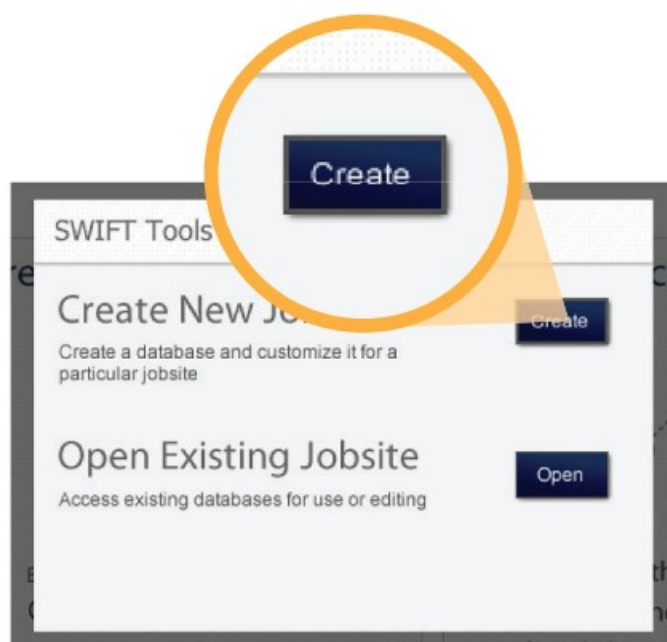 Create
SWIFT Tools
Create New Jo
Create
Create a database and customize it for a
particular jobsite
Open Existing Jobsite
Open
Access existing databases for use or editing